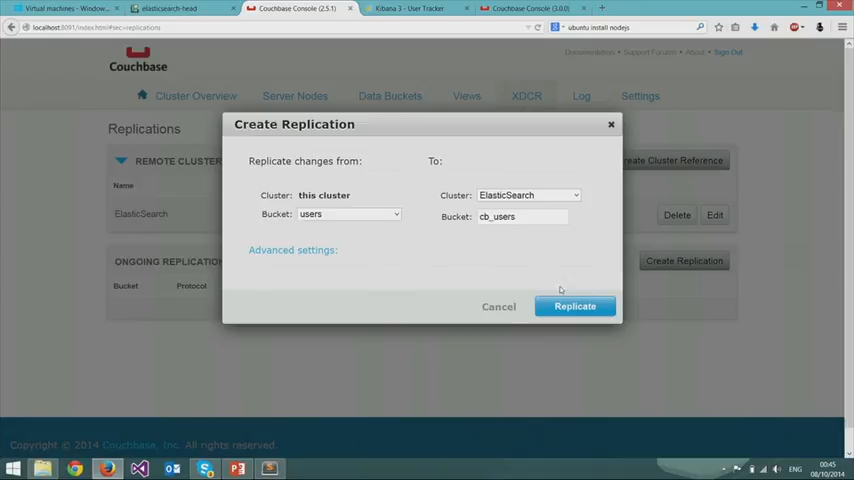 Virtual machines - Window...
elasticsearch-head
Couchbase Console (2.5.1)
Kibana 3 - User Tracker
Couchbase Console (3.0.0)
localhost:8091/index.html#sec=replications
ubuntu install nodejs
Couchbase
Documentation • Support Forums • About • Sign Out
Cluster Overview
Server Nodes
Data Buckets
Views
XDCR
Log
Settings
Replications
Create Replication
REMOTE CLUSTER
Create Cluster Reference
Replicate changes from:
To:
Name
Cluster: this cluster
Cluster: ElasticSearch
ElasticSearch
Bucket: users
Bucket: cb_users
Delete
Edit
Advanced settings:
ONGOING REPLICATION
Create Replication
Bucket
Protocol
Cancel
Replicate
Copyright © 2014 Couchbase, Inc. All rights reserved.
ENG
00:45
08/10/2014